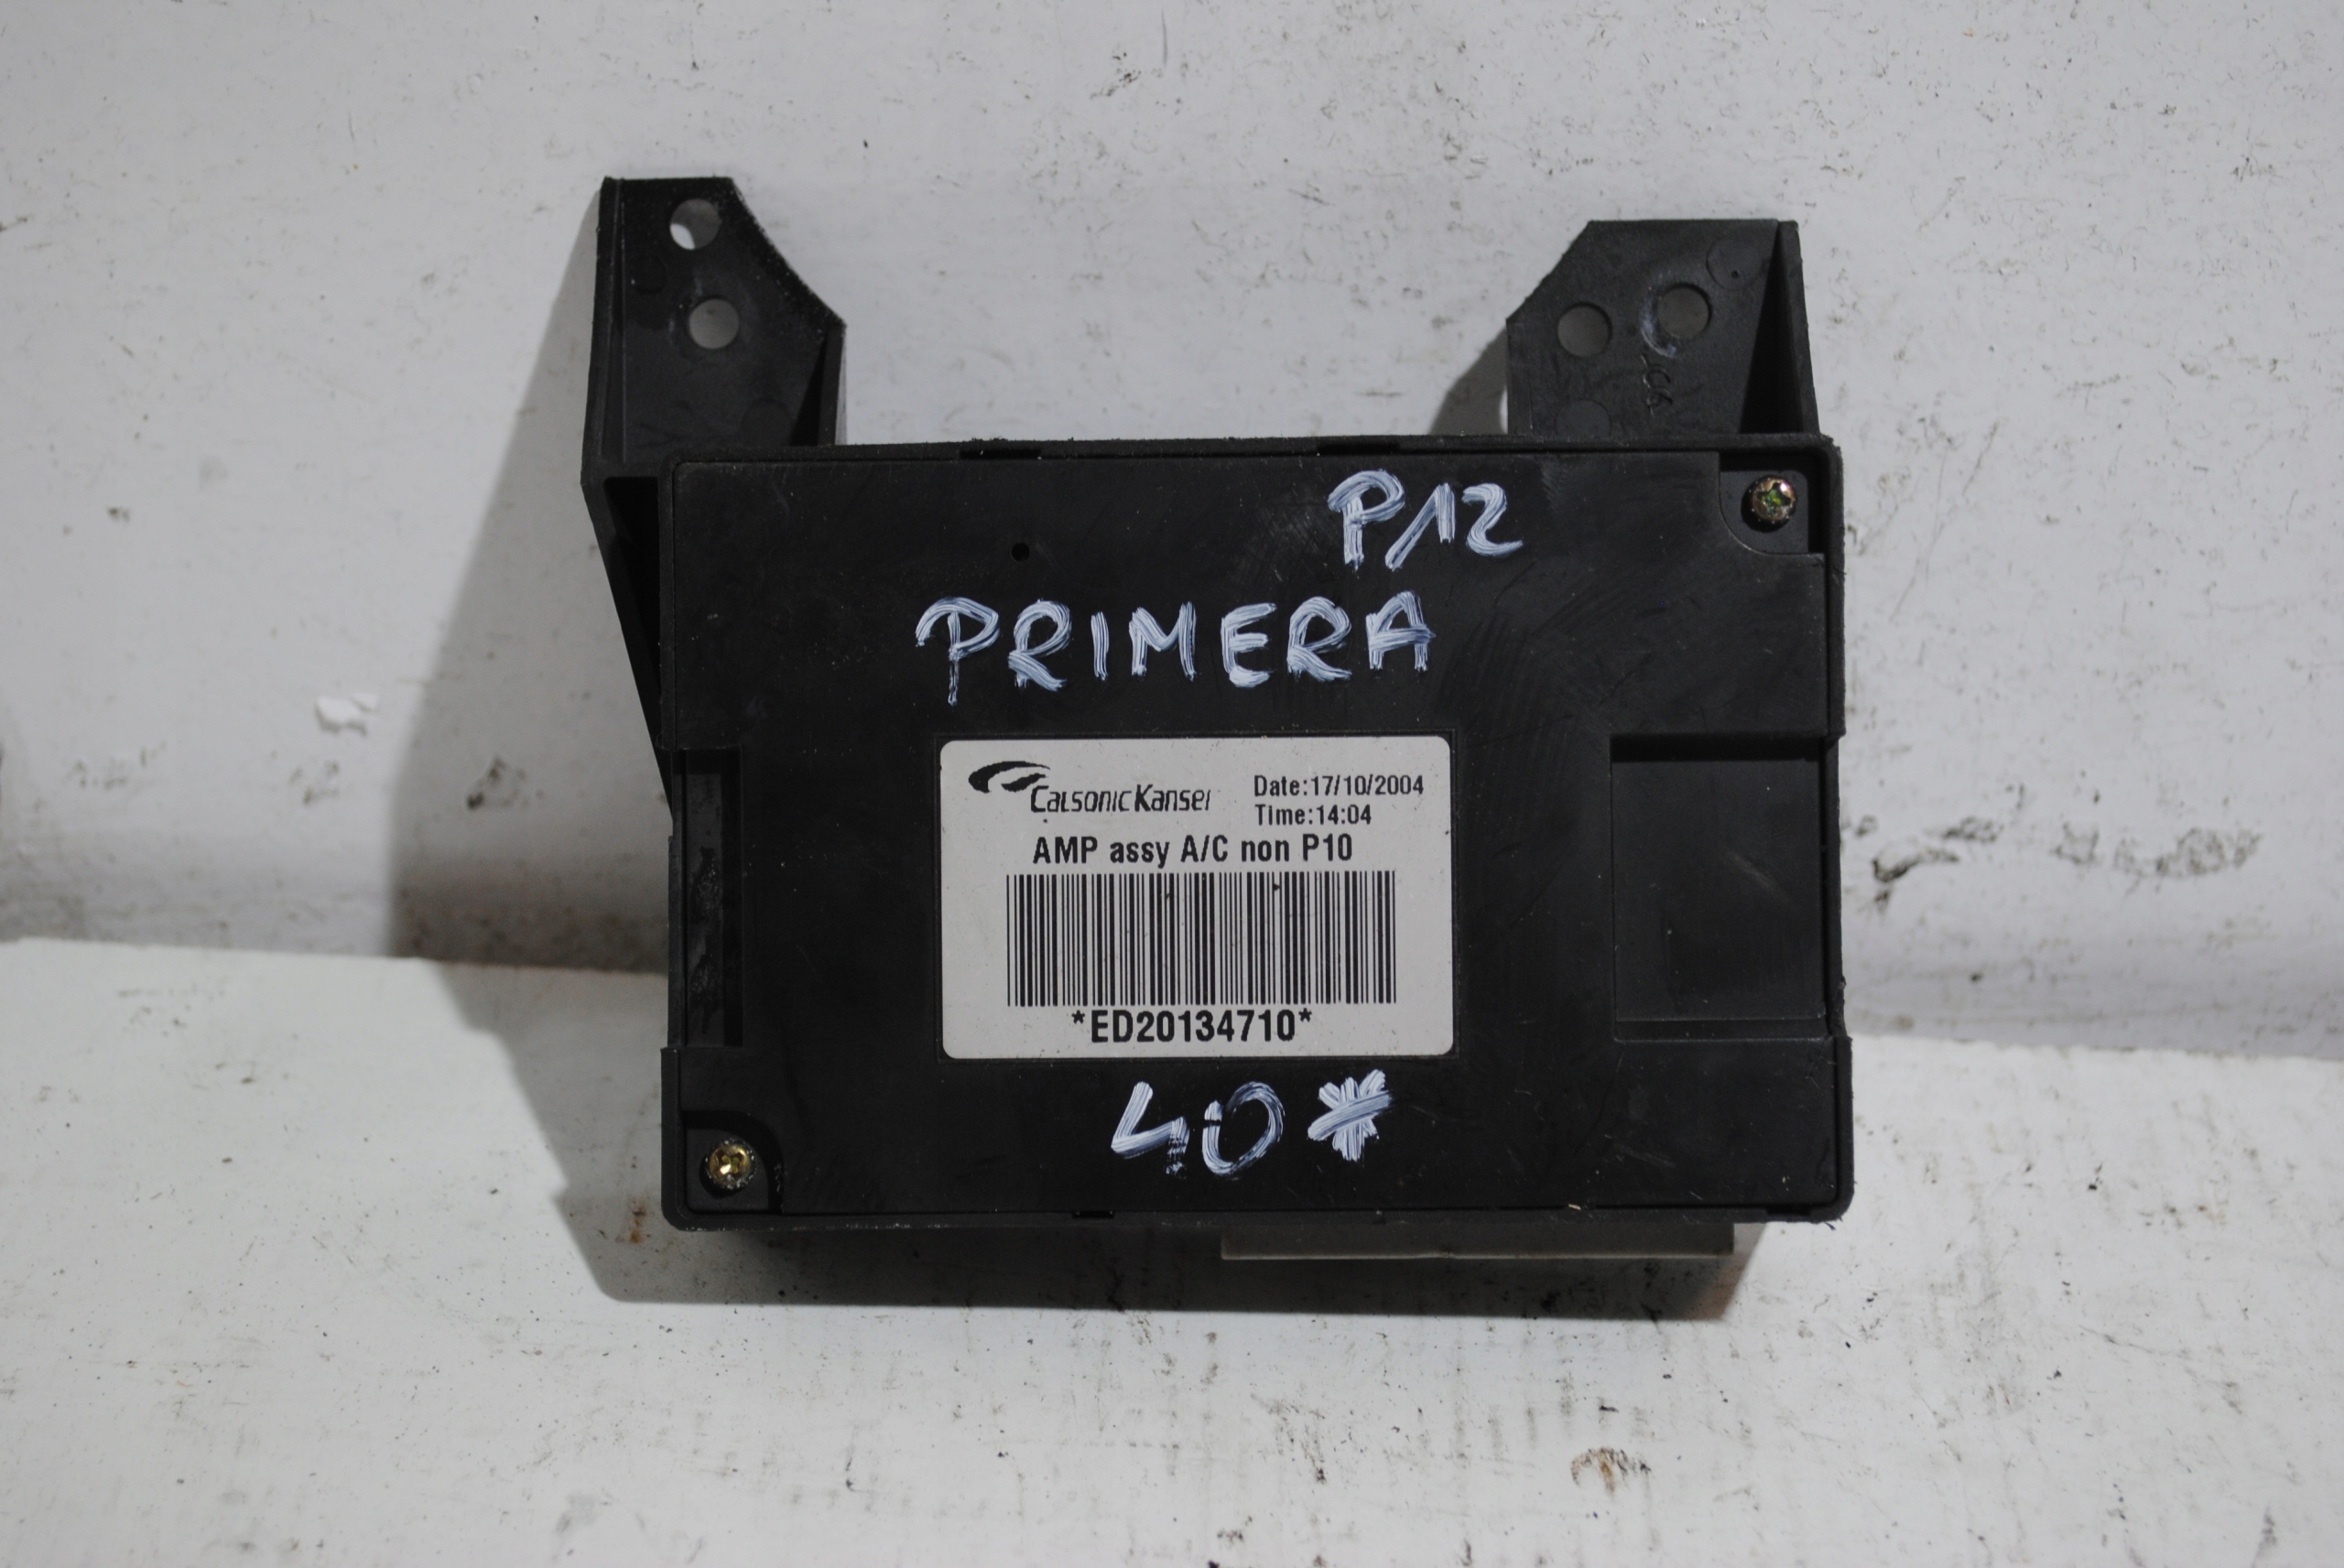 P12
PRIMERA
CalsonicKansei
Date:17/10/2004
Time:14:04
AMP assy A/C non P10
*ED20134710*
40*